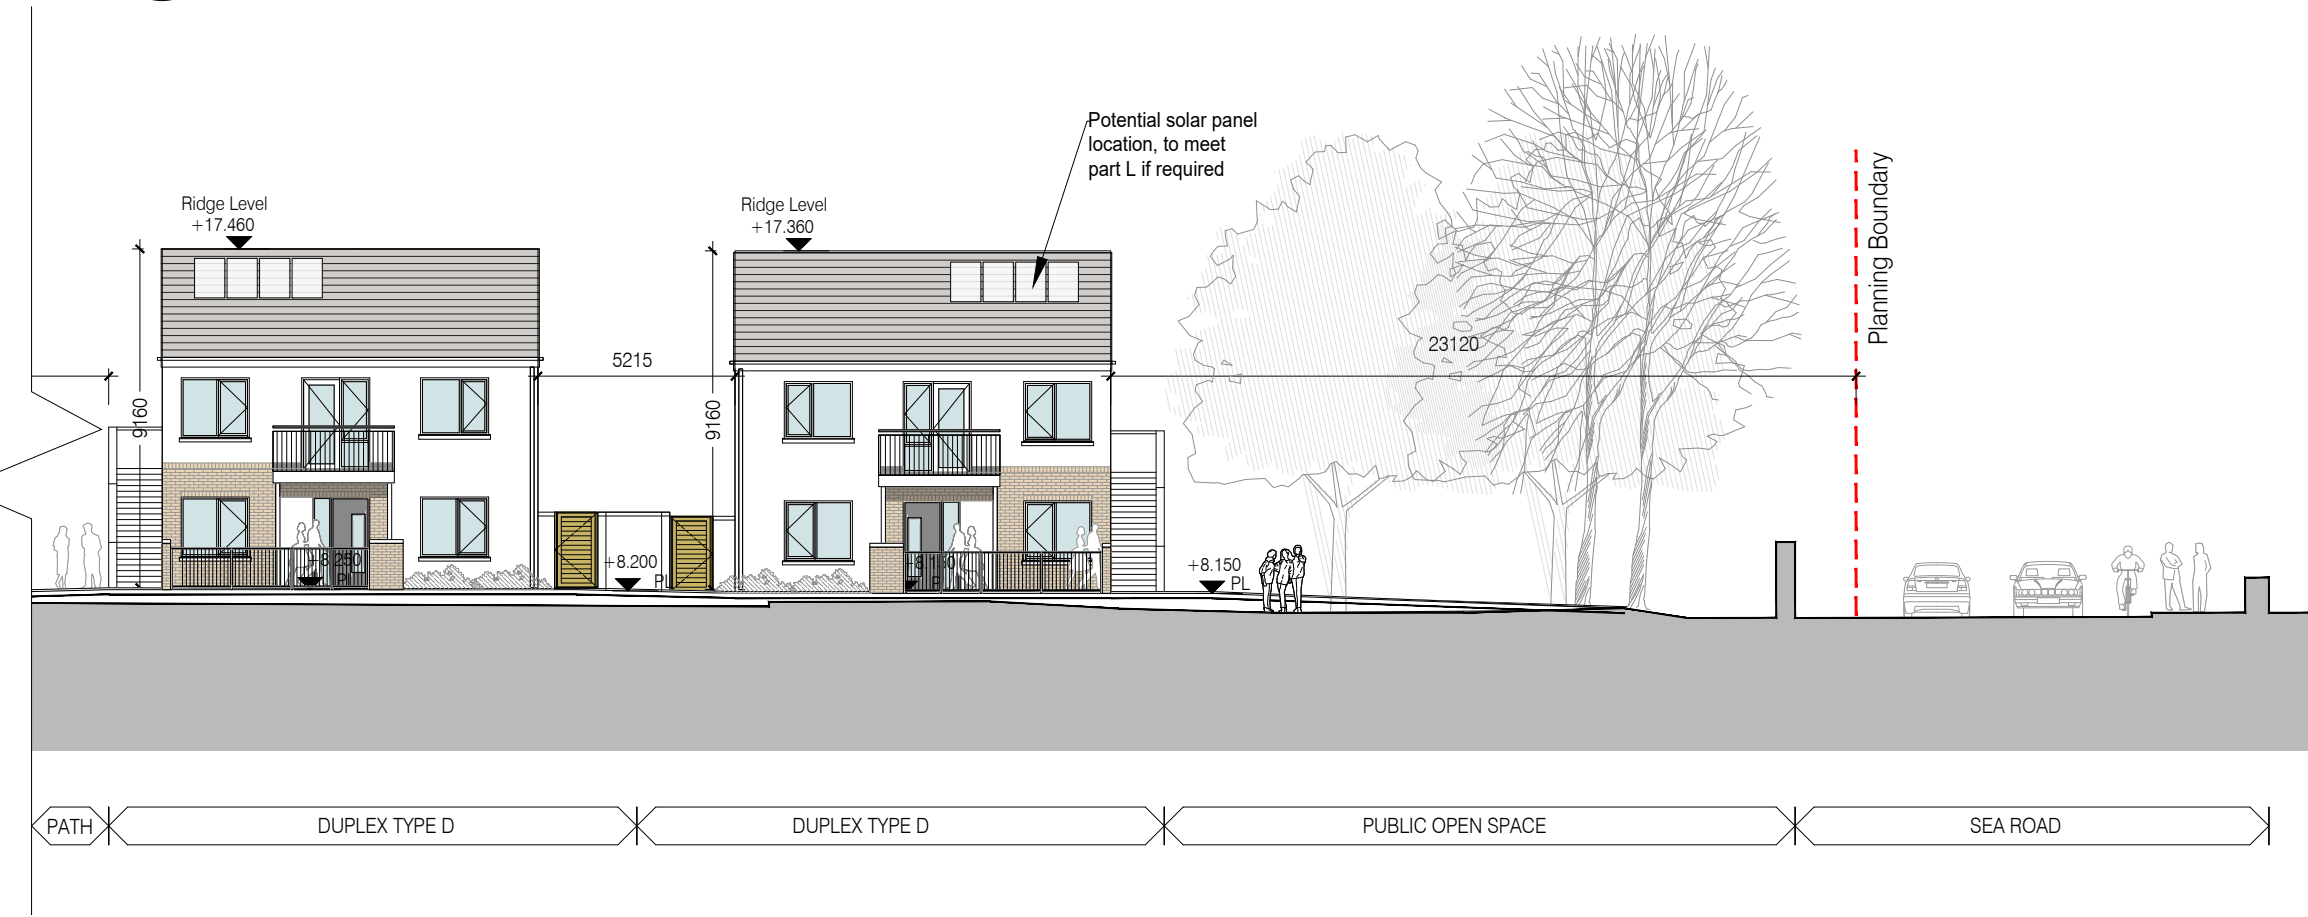 Potential solar panel
location, to meet
part L if required
Ridge Level
+17.460
Ridge Level
+17.360
Planning Boundary
5215
23120
9160
9160
+8.250
PL
+8.200
PL
PL
+8.150
PL
PATH
DUPLEX TYPE D
DUPLEX TYPE D
PUBLIC OPEN SPACE
SEA ROAD